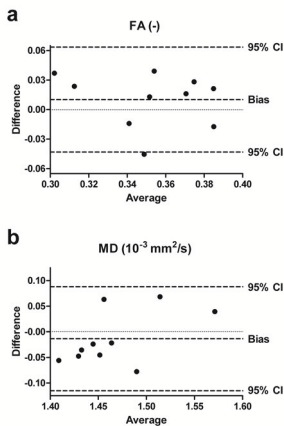 a
FA (-)
0.06
0.03
0.00
-0.03
-0.06
Difference
95% CI
Bias
95% CI
0.30 0.32 0.34 0.36 0.38 0.40
Average
b
MD (10⁻³ mm²/s)
0.10
0.05
-0.00
-0.05
-0.10
Difference
95% CI
Bias
95% CI
1.40 1.45 1.50 1.55 1.60
Average